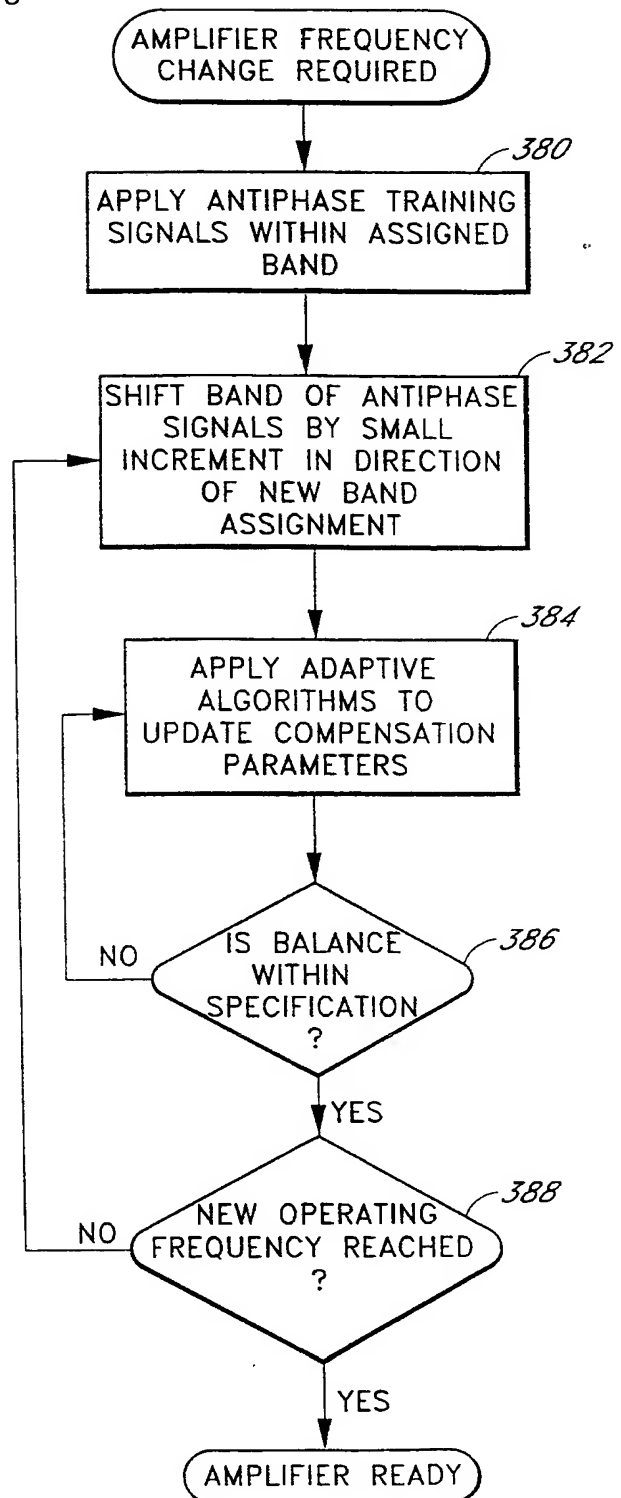 AMPLIFIER FREQUENCY
CHANGE REQUIRED
380
APPLY ANTIPHASE TRAINING
SIGNALS WITHIN ASSIGNED
BAND
382
SHIFT BAND OF ANTIPHASE
SIGNALS BY SMALL
INCREMENT IN DIRECTION
OF NEW BAND
ASSIGNMENT
384
APPLY ADAPTIVE
ALGORITHMS TO
UPDATE COMPENSATION
PARAMETERS
386
IS BALANCE
WITHIN
SPECIFICATION
?
NO
YES
388
NEW OPERATING
FREQUENCY REACHED
?
NO
YES
AMPLIFIER READY